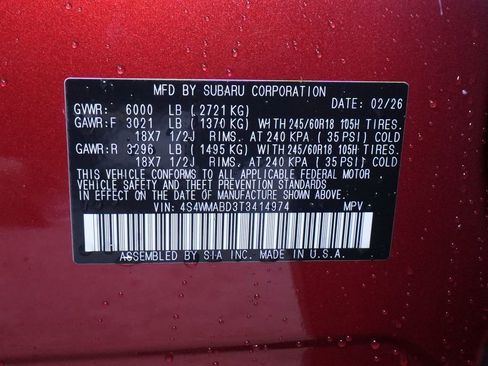 MFD BY SUBARU CORPORATION
DATE: 02/26
GVWR: 6000 LB (2721 KG)
GAWR:F 3021 LB (1370 KG) WITH 245/60R18 105H TIRES.
18X7 1/2J RIMS. AT 240 KPA ( 35 PSI) COLD
GAWR:R 3296 LB (1495 KG) WITH 245/60R18 105H TIRES.
18X7 1/2J RIMS. AT 240 KPA ( 35 PSI) COLD
THIS VEHICLE CONFORMS TO ALL APPLICABLE FEDERAL MOTOR
VEHICLE SAFETY AND THEFT PREVENTION STANDARDS
IN EFFECT ON THE DATE OF MANUFACTURE SHOWN ABOVE.
VIN: 4S4WMABD3T3414974 MPV
ASSEMBLED BY SIA INC. MADE IN U.S.A.